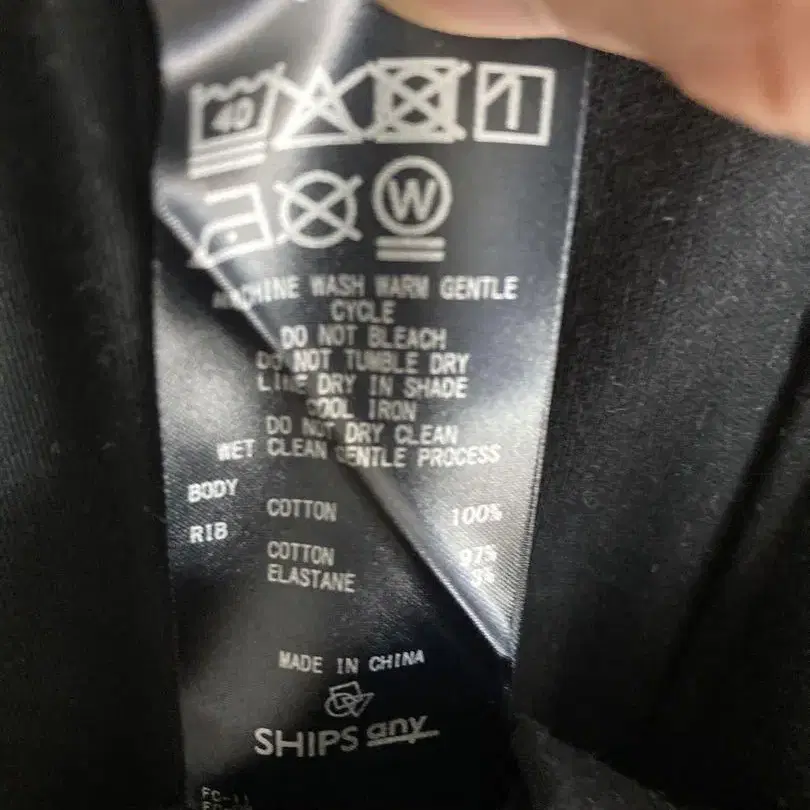 40
W
MACHINE WASH WARM GENTLE
CYCLE
DO NOT BLEACH
DO NOT TUMBLE DRY
LINE DRY IN SHADE
COOL IRON
DO NOT DRY CLEAN
WET CLEAN GENTLE PROCESS
BODY
COTTON 100%
RIB
COTTON 97%
ELASTANE 3%
MADE IN CHINA
SHIPS any